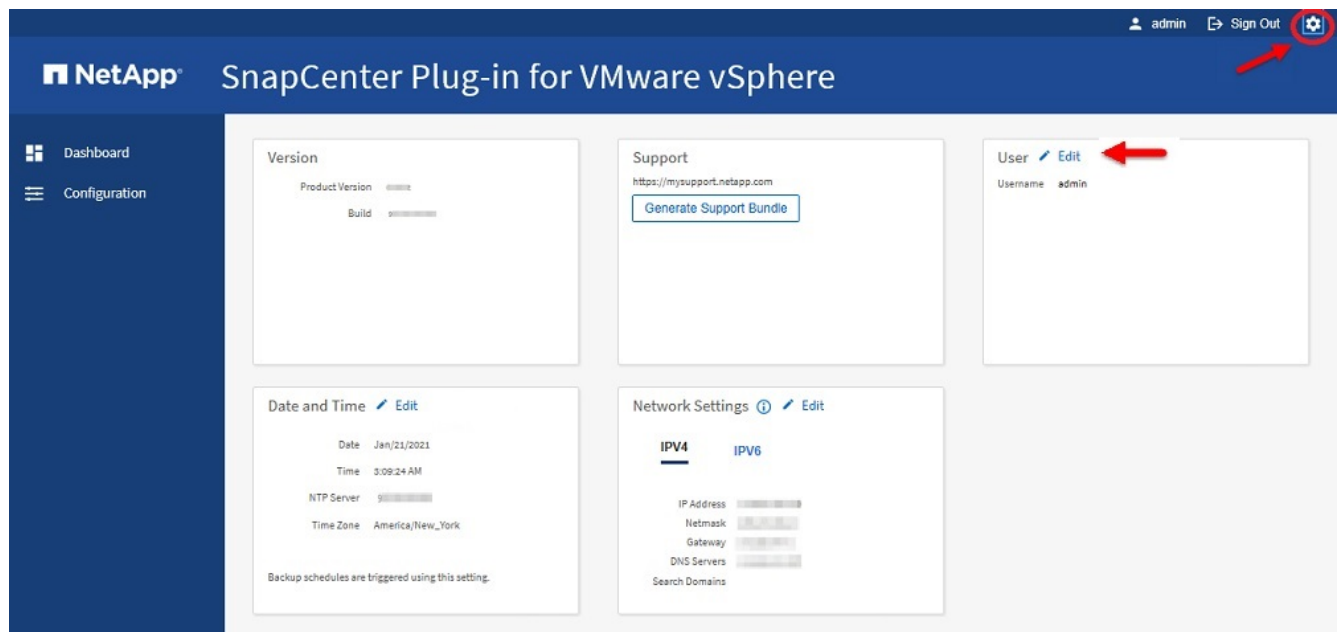 admin Sign Out
NetApp SnapCenter Plug-in for VMware vSphere
Dashboard
Configuration
Version
Product Version
Build
Support
https://mysupport.netapp.com
Generate Support Bundle
User Edit
Username admin
Date and Time Edit
Date Jan/21/2021
Time 5:09:24 AM
NTP Server
Time Zone America/New_York
Backup schedules are triggered using this setting.
Network Settings Edit
IPV4 IPV6
IP Address
Netmask
Gateway
DNS Servers
Search Domains